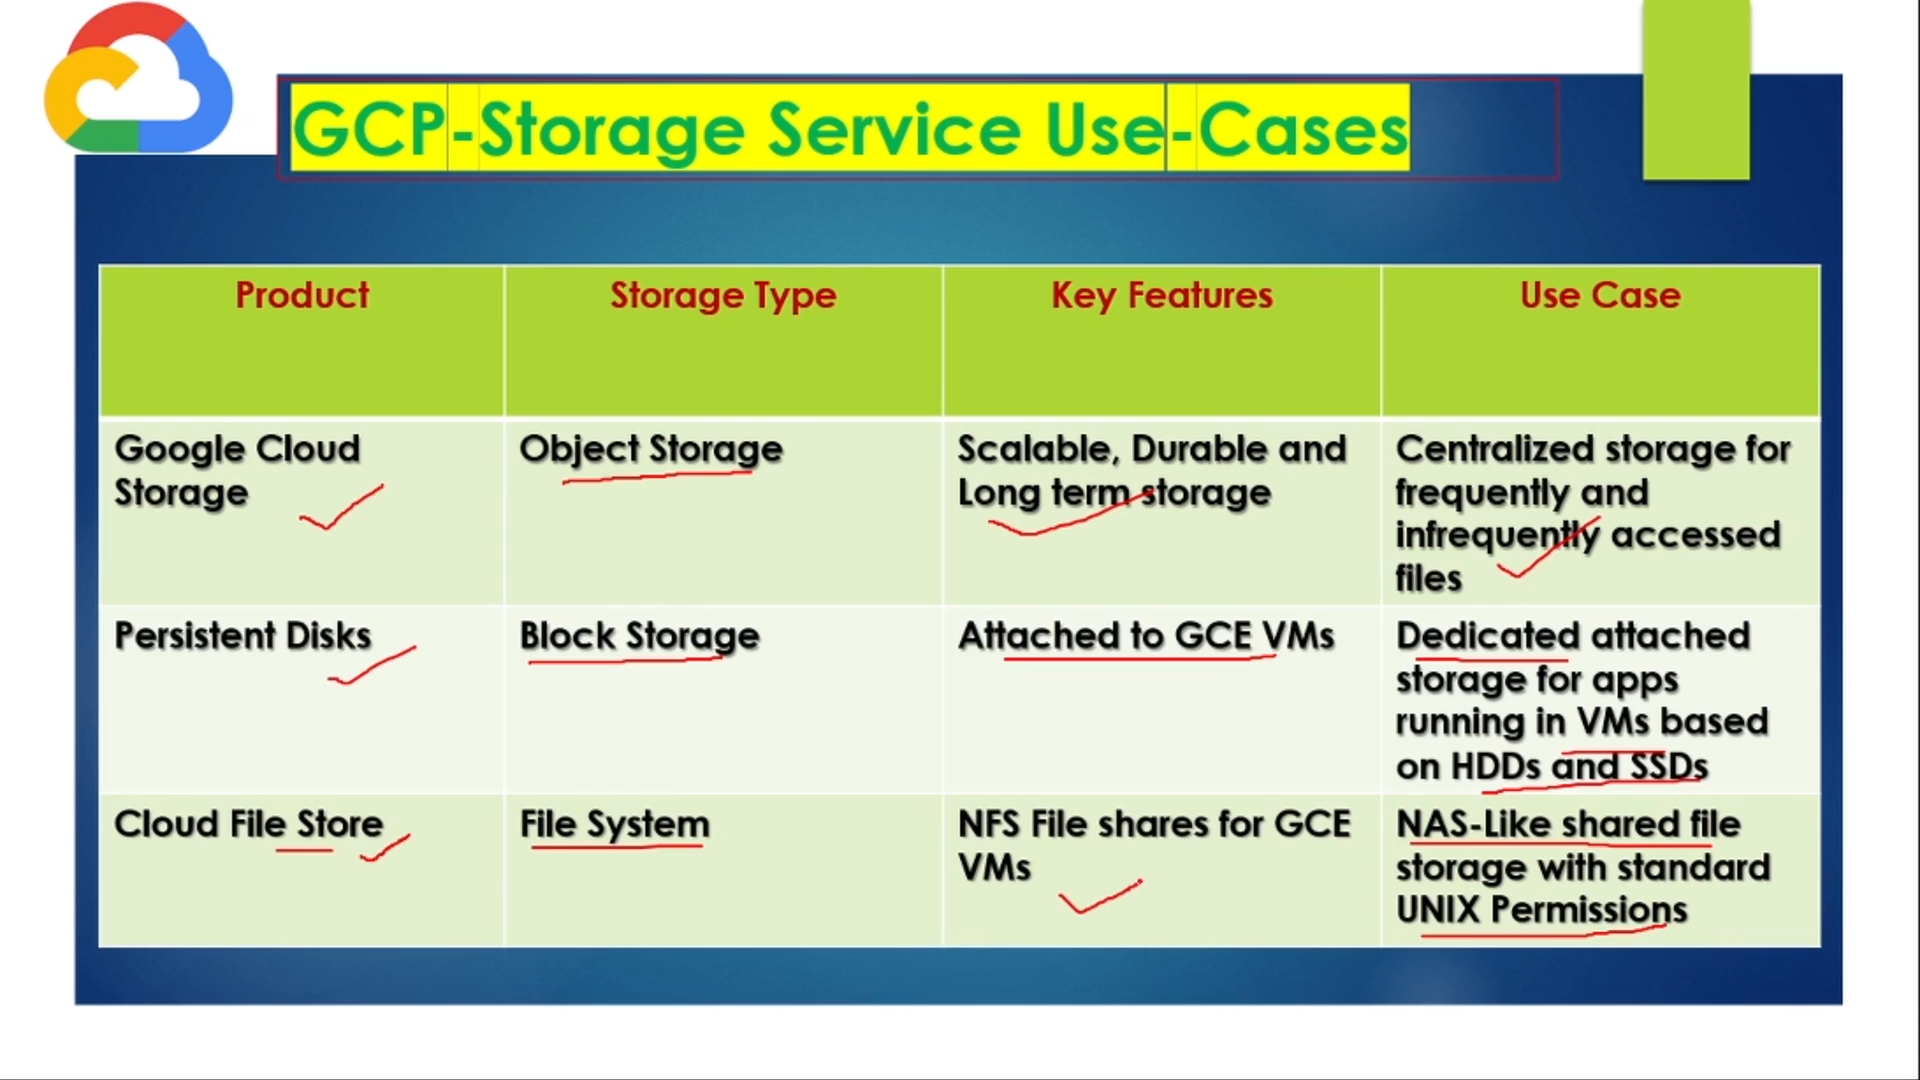 GCP-Storage Service Use-Cases
Product
Storage Type
Key Features
Use Case
Google Cloud
Storage
Object Storage
Scalable, Durable and
Long term storage
Centralized storage for
frequently and
infrequently accessed
files
Persistent Disks
Block Storage
Attached to GCE VMs
Dedicated attached
storage for apps
running in VMs based
on HDDs and SSDs
Cloud File Store
File System
NFS File shares for GCE
VMs
NAS-Like shared file
storage with standard
UNIX Permissions